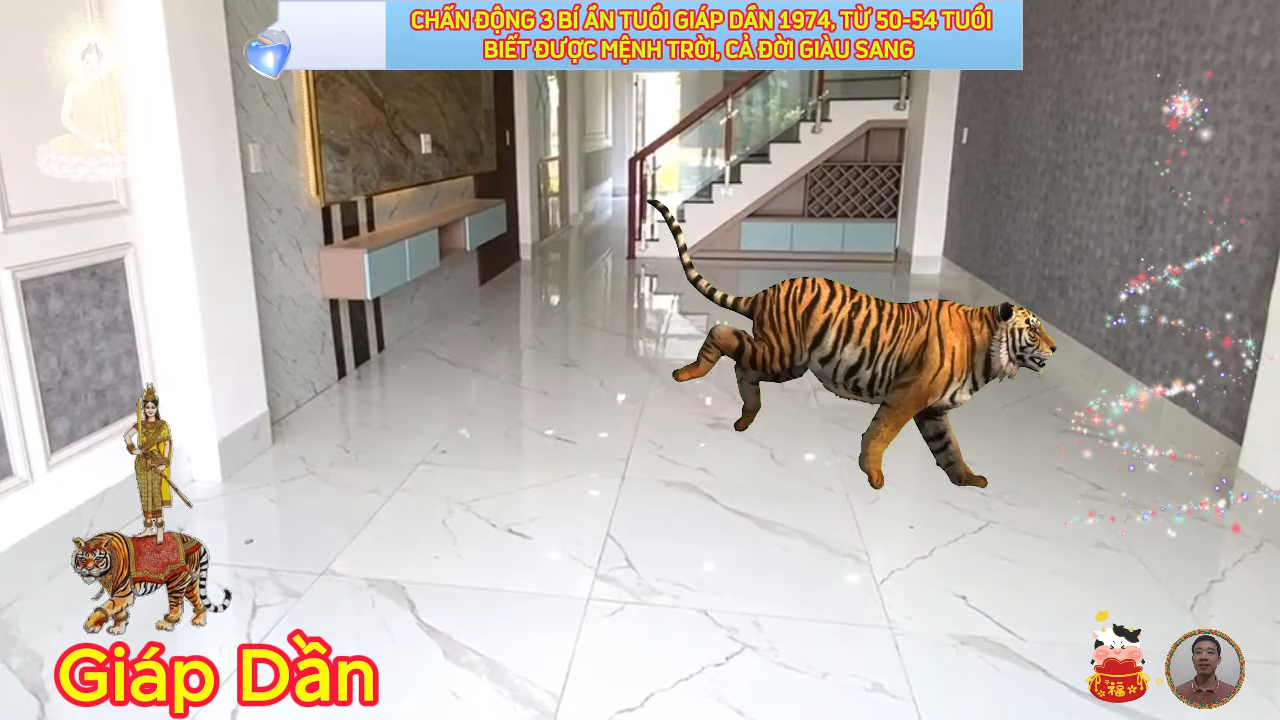 CHẤN ĐỘNG 3 BÍ ẨN TUỔI GIÁP DẦN 1974, TỪ 50-54 TUỔI
BIẾT ĐƯỢC MỆNH TRỜI, CẢ ĐỜI GIÀU SANG
Giáp Dần
福